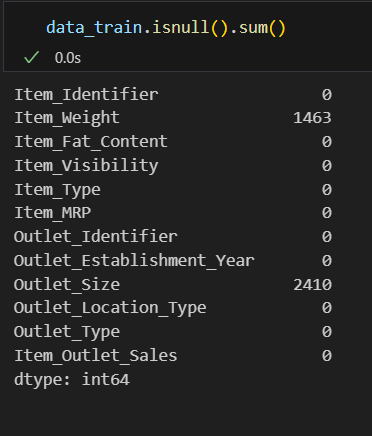 data_train.isnull().sum()
0.0s
Item_Identifier 0
Item_Weight 1463
Item_Fat_Content 0
Item_Visibility 0
Item_Type 0
Item_MRP 0
Outlet_Identifier 0
Outlet_Establishment_Year 0
Outlet_Size 2410
Outlet_Location_Type 0
Outlet_Type 0
Item_Outlet_Sales 0
dtype: int64